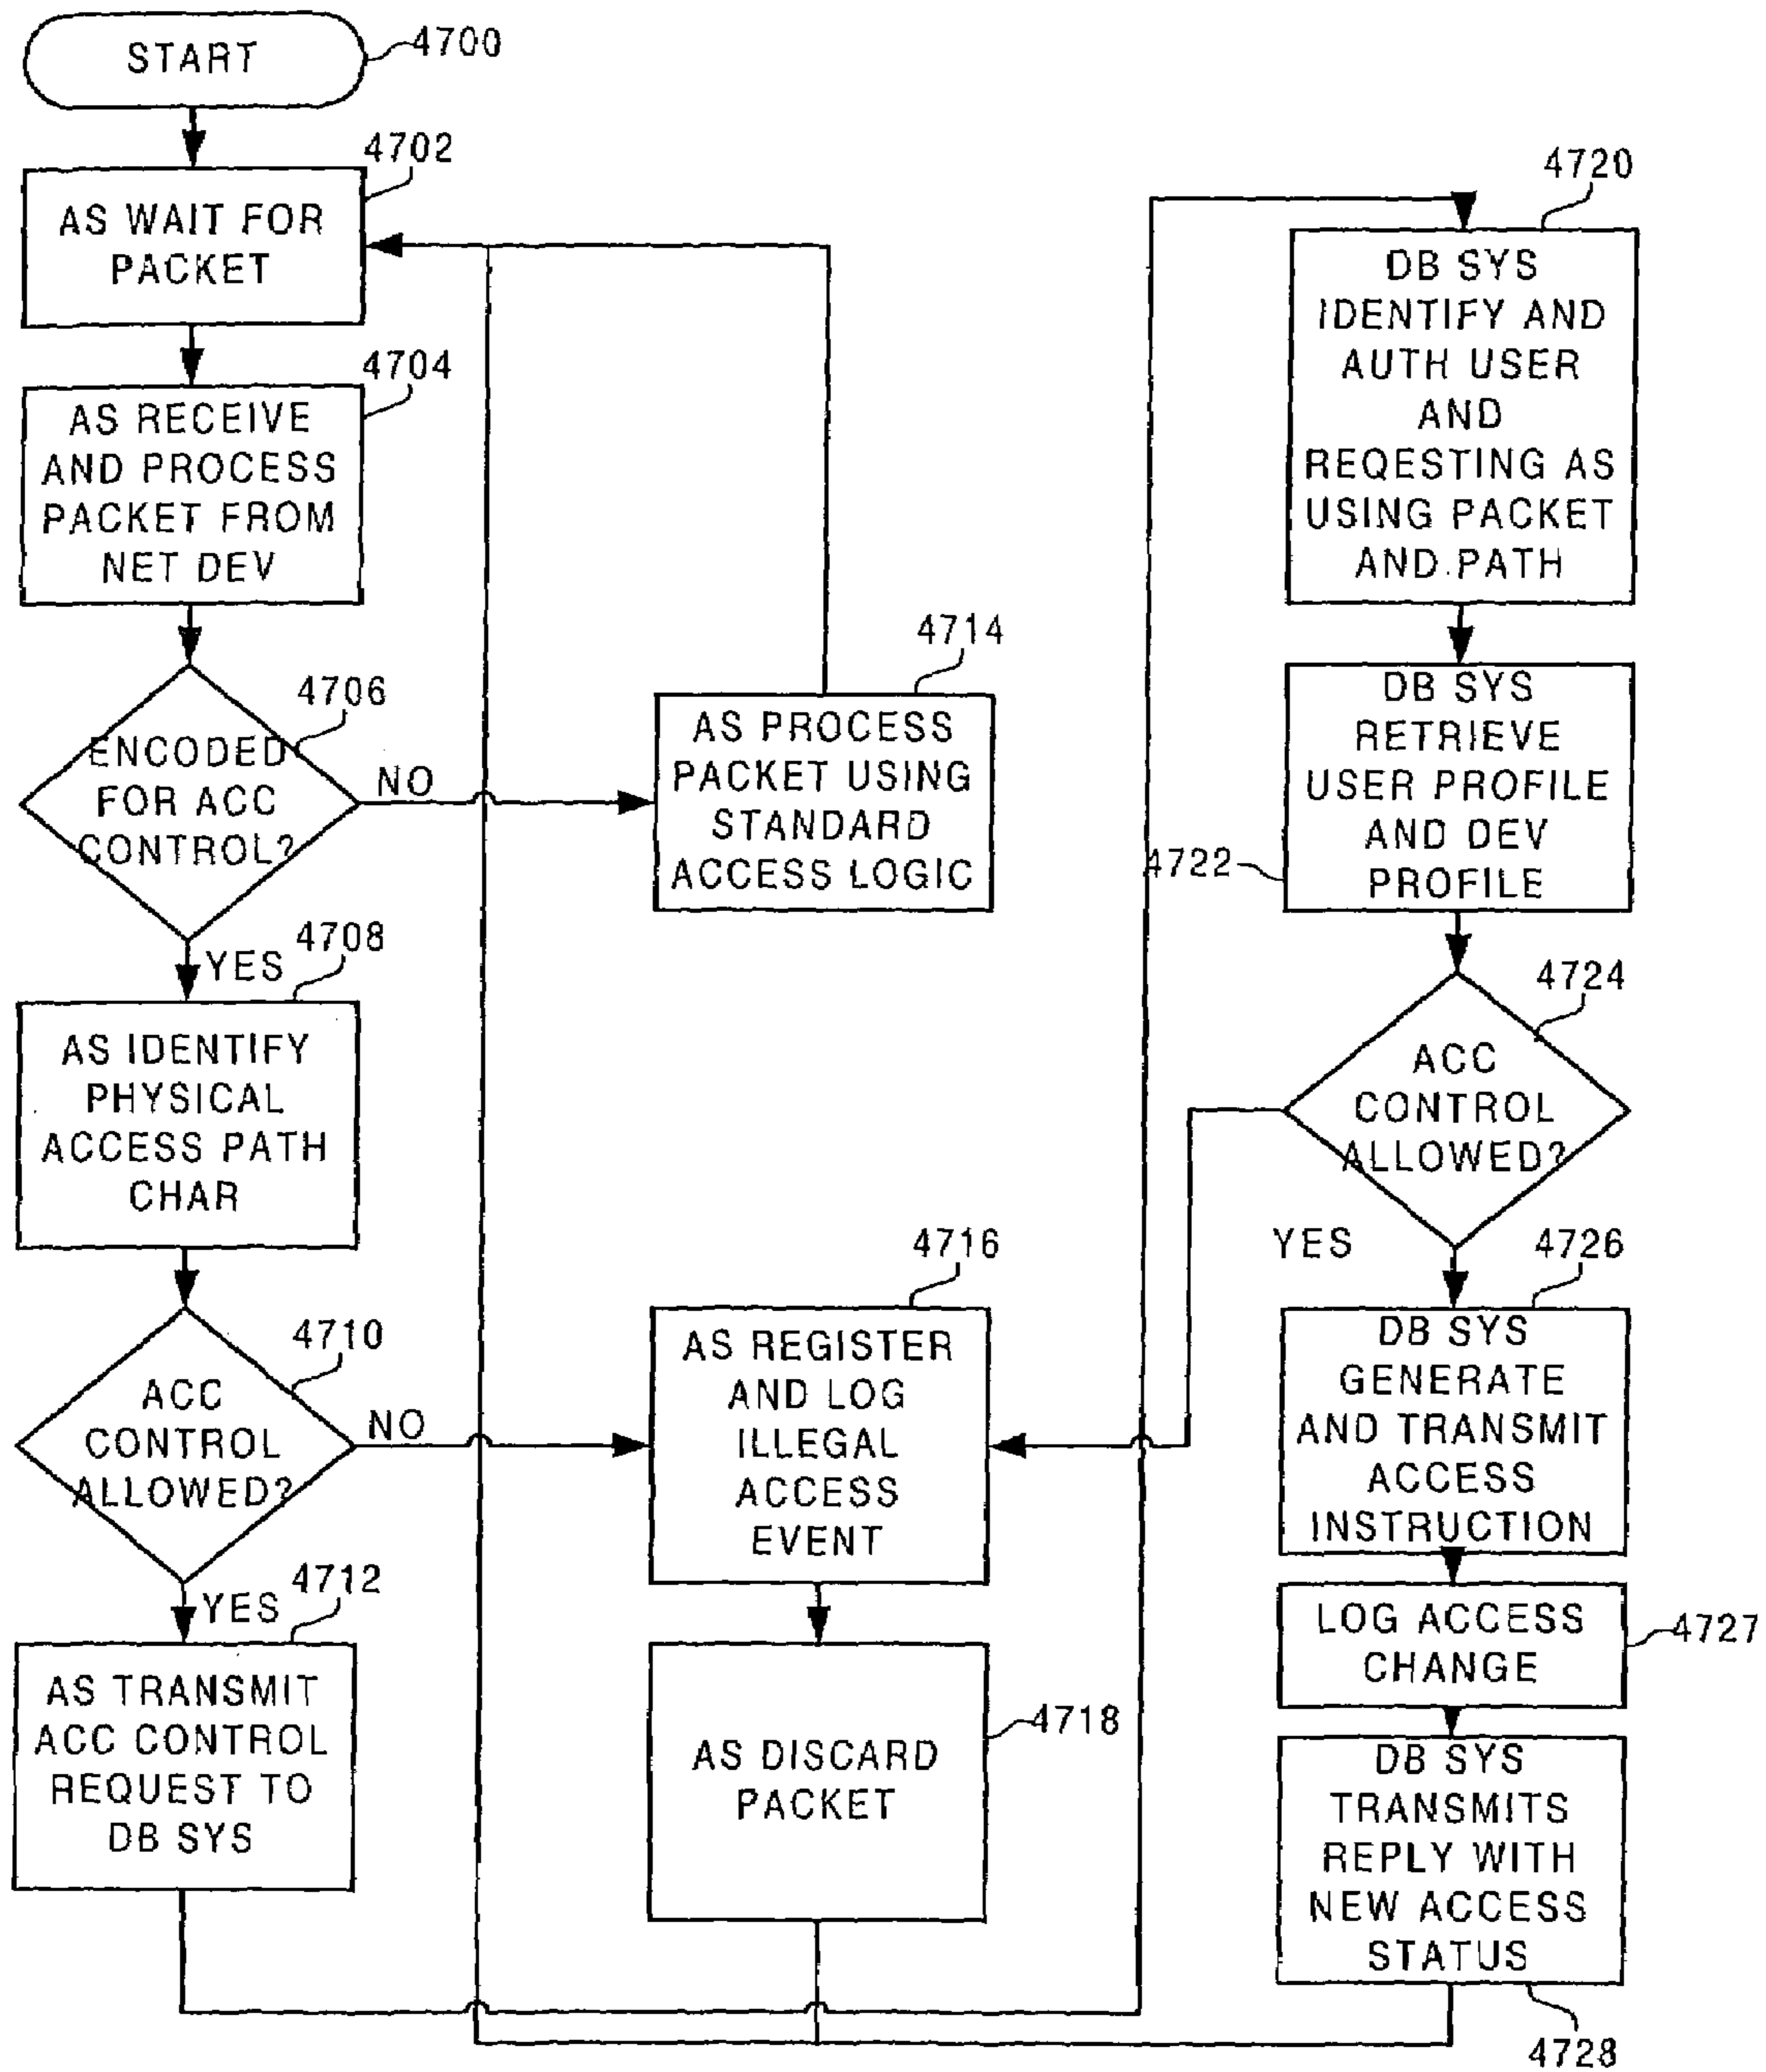 START
4700
4702
AS WAIT FOR
PACKET
4704
AS RECEIVE
AND PROCESS
PACKET FROM
NET DEV
4706
ENCODED
FOR ACC
CONTROL?
NO
YES
4708
AS IDENTIFY
PHYSICAL
ACCESS PATH
CHAR
4710
ACC
CONTROL
ALLOWED?
NO
YES
4712
AS TRANSMIT
ACC CONTROL
REQUEST TO
DB SYS
4714
AS PROCESS
PACKET USING
STANDARD
ACCESS LOGIC
4716
AS REGISTER
AND LOG
ILLEGAL
ACCESS
EVENT
4718
AS DISCARD
PACKET
4720
DB SYS
IDENTIFY AND
AUTH USER
AND
REQESTING AS
USING PACKET
AND PATH
4722
DB SYS
RETRIEVE
USER PROFILE
AND DEV
PROFILE
4724
ACC
CONTROL
ALLOWED?
YES
4726
DB SYS
GENERATE
AND TRANSMIT
ACCESS
INSTRUCTION
LOG ACCESS
CHANGE
4727
DB SYS
TRANSMITS
REPLY WITH
NEW ACCESS
STATUS
4728